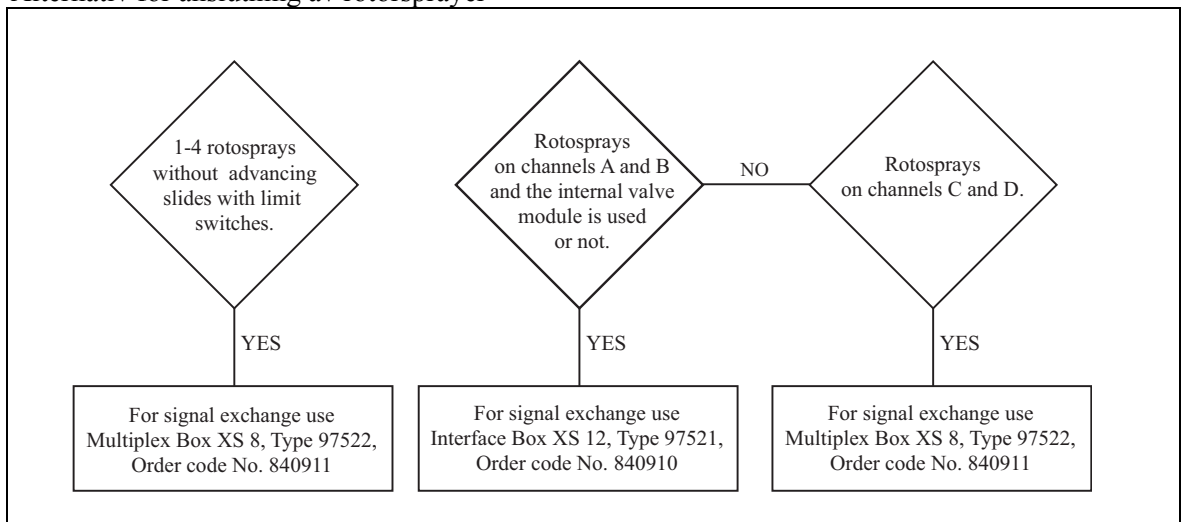 1-4 rotosprays
without advancing
slides with limit
switches.
YES
For signal exchange use
Multiplex Box XS 8, Type 97522,
Order code No. 840911
Rotosprays
on channels A and B
and the internal valve
module is used
or not.
NO
YES
For signal exchange use
Interface Box XS 12, Type 97521,
Order code No. 840910
Rotosprays
on channels C and D.
YES
For signal exchange use
Multiplex Box XS 8, Type 97522,
Order code No. 840911